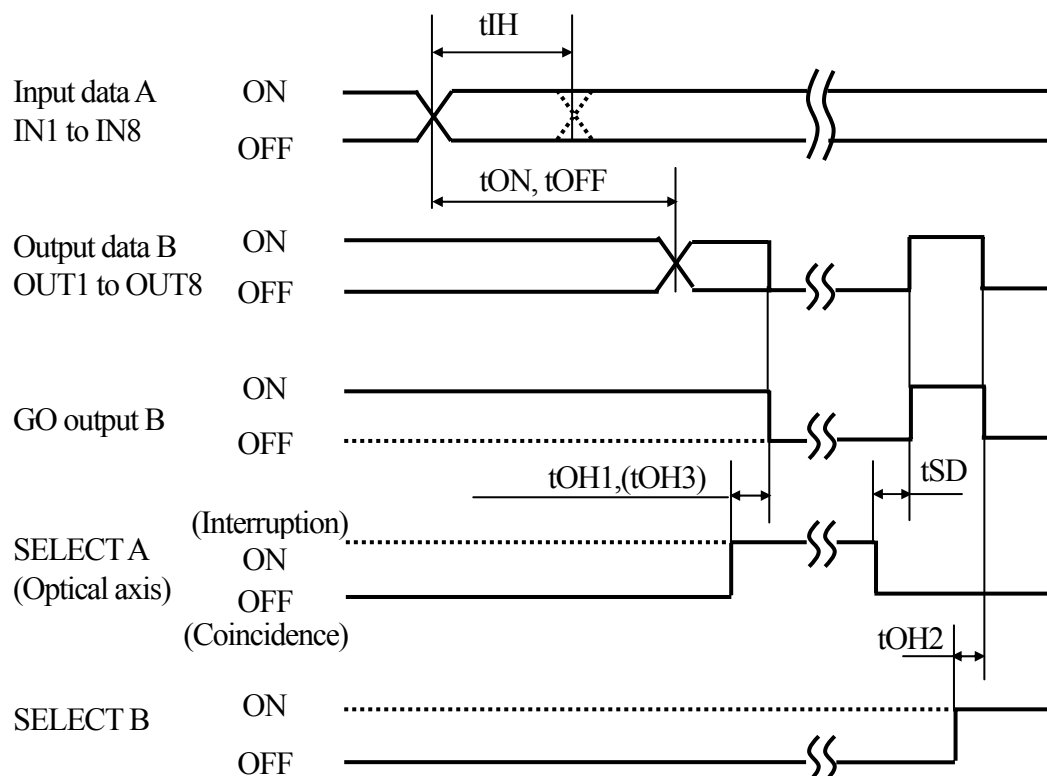 tIH
Input data A
IN1 to IN8
ON
OFF
tON, tOFF
Output data B
OUT1 to OUT8
ON
OFF
GO output B
ON
OFF
tOH1,(tOH3)
tSD
SELECT A
(Optical axis)
(Interruption)
ON
OFF
(Coincidence)
tOH2
SELECT B
ON
OFF